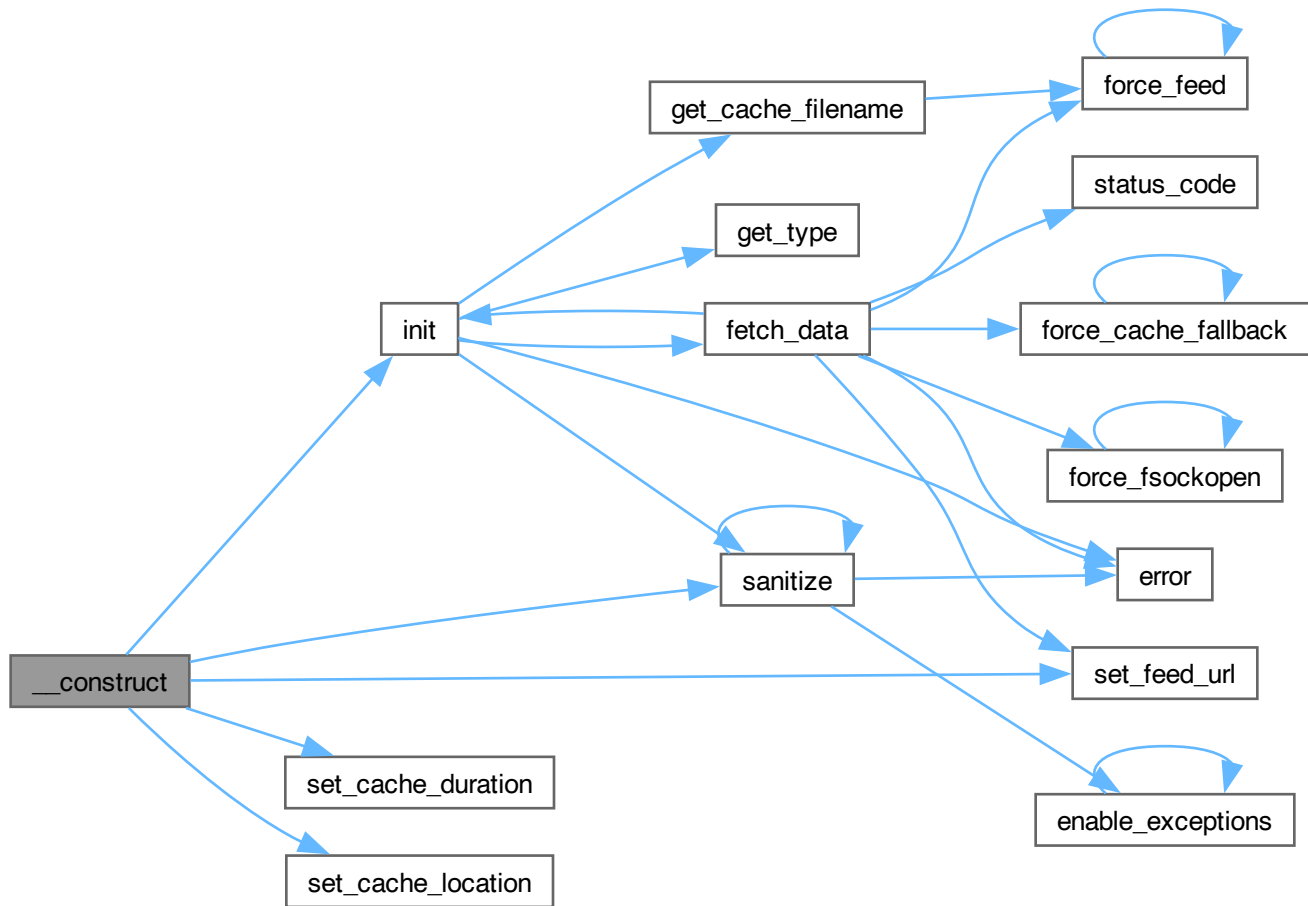 force_feed
get_cache_filename
status_code
get_type
init
fetch_data
force_cache_fallback
force_fsockopen
sanitize
error
__construct
set_feed_url
set_cache_duration
enable_exceptions
set_cache_location